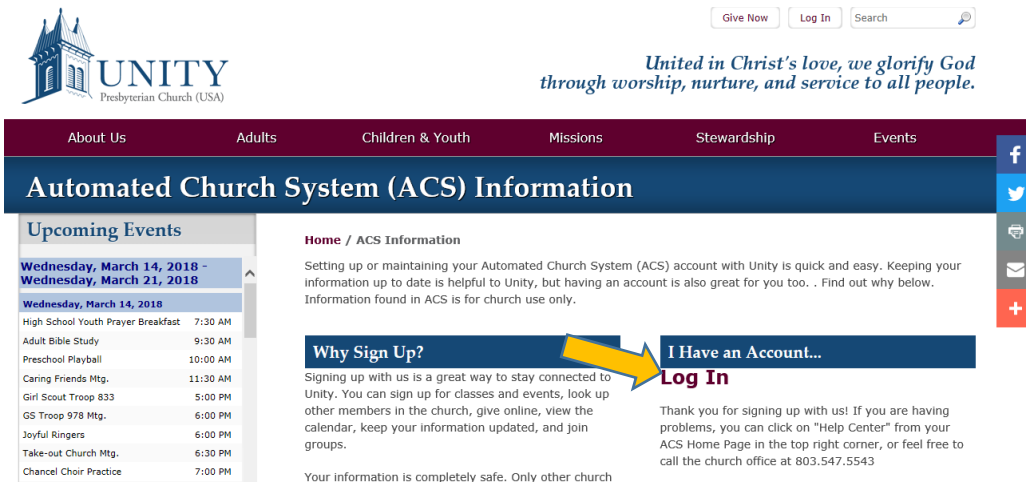 Give Now
Log In
Search
UNITY
Presbyterian Church (USA)
United in Christ's love, we glorify God
through worship, nurture, and service to all people.
About Us
Adults
Children & Youth
Missions
Stewardship
Events
Automated Church System (ACS) Information
Upcoming Events
Wednesday, March 14, 2018 -
Wednesday, March 21, 2018
Wednesday, March 14, 2018
High School Youth Prayer Breakfast 7:30 AM
Adult Bible Study 9:30 AM
Preschool Playball 10:00 AM
Caring Friends Mtg. 11:30 AM
Girl Scout Troop 833 5:00 PM
GS Troop 978 Mtg. 6:00 PM
Joyful Ringers 6:00 PM
Take-out Church Mtg. 6:30 PM
Chancel Choir Practice 7:00 PM
Home / ACS Information
Setting up or maintaining your Automated Church System (ACS) account with Unity is quick and easy. Keeping your
information up to date is helpful to Unity, but having an account is also great for you too. . Find out why below.
Information found in ACS is for church use only.
Why Sign Up?
Signing up with us is a great way to stay connected to
Unity. You can sign up for classes and events, look up
other members in the church, give online, view the
calendar, keep your information updated, and join
groups.
Your information is completely safe. Only other church
I Have an Account...
Log In
Thank you for signing up with us! If you are having
problems, you can click on "Help Center" from your
ACS Home Page in the top right corner, or feel free to
call the church office at 803.547.5543